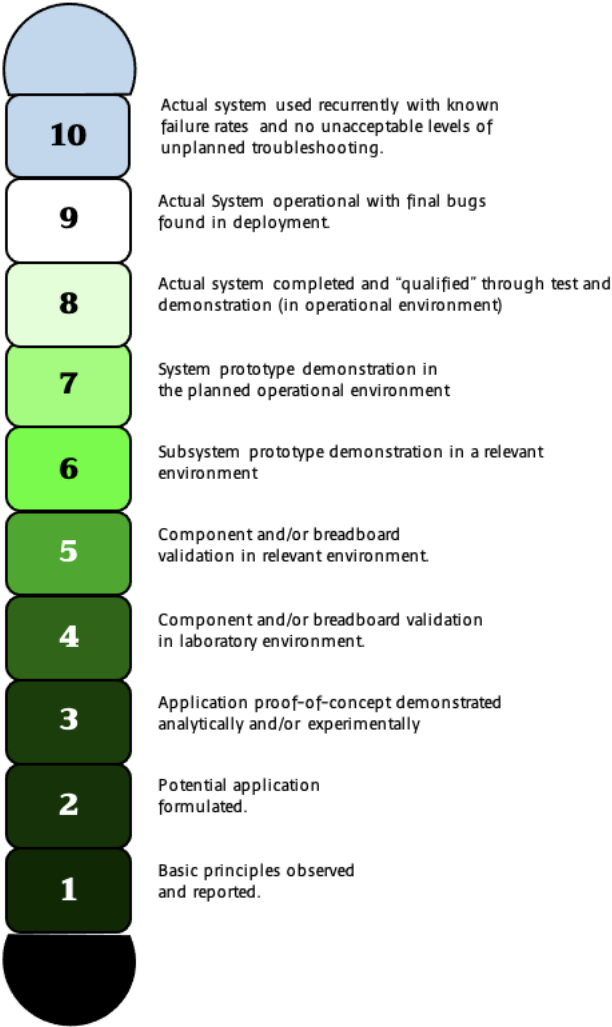 10
Actual system used recurrently with known
failure rates and no unacceptable levels of
unplanned troubleshooting.
9
Actual System operational with final bugs
found in deployment.
8
Actual system completed and “qualified” through test and
demonstration (in operational environment)
7
System prototype demonstration in
the planned operational environment
6
Subsystem prototype demonstration in a relevant
environment
5
Component and/or breadboard
validation in relevant environment.
4
Component and/or breadboard validation
in laboratory environment.
3
Application proof-of-concept demonstrated
analytically and/or experimentally
2
Potential application
formulated.
1
Basic principles observed
and reported.